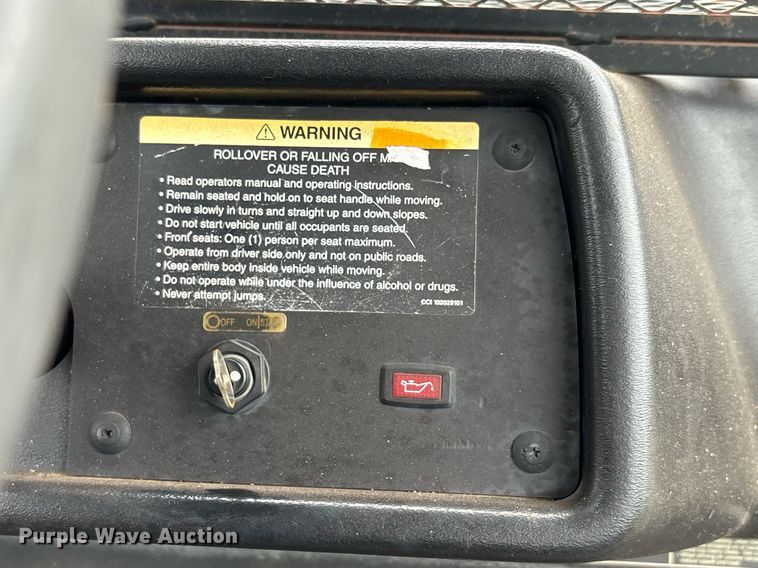 WARNING
ROLLOVER OR FALLING OFF
CAUSE DEATH
• Read operators manual and operating instructions.
• Remain seated and hold on to seat handle while moving.
• Drive slowly in turns and straight up and down slopes.
• Do not start vehicle until all occupants are seated.
• Front seats: One (1) person per seat maximum.
• Operate from driver side only and not on public roads.
• Keep entire body inside vehicle while moving.
• Do not operate while under the influence of alcohol or drugs.
• Never attempt jumps.
CCI 102029101
OFF ON
Purple Wave Auction